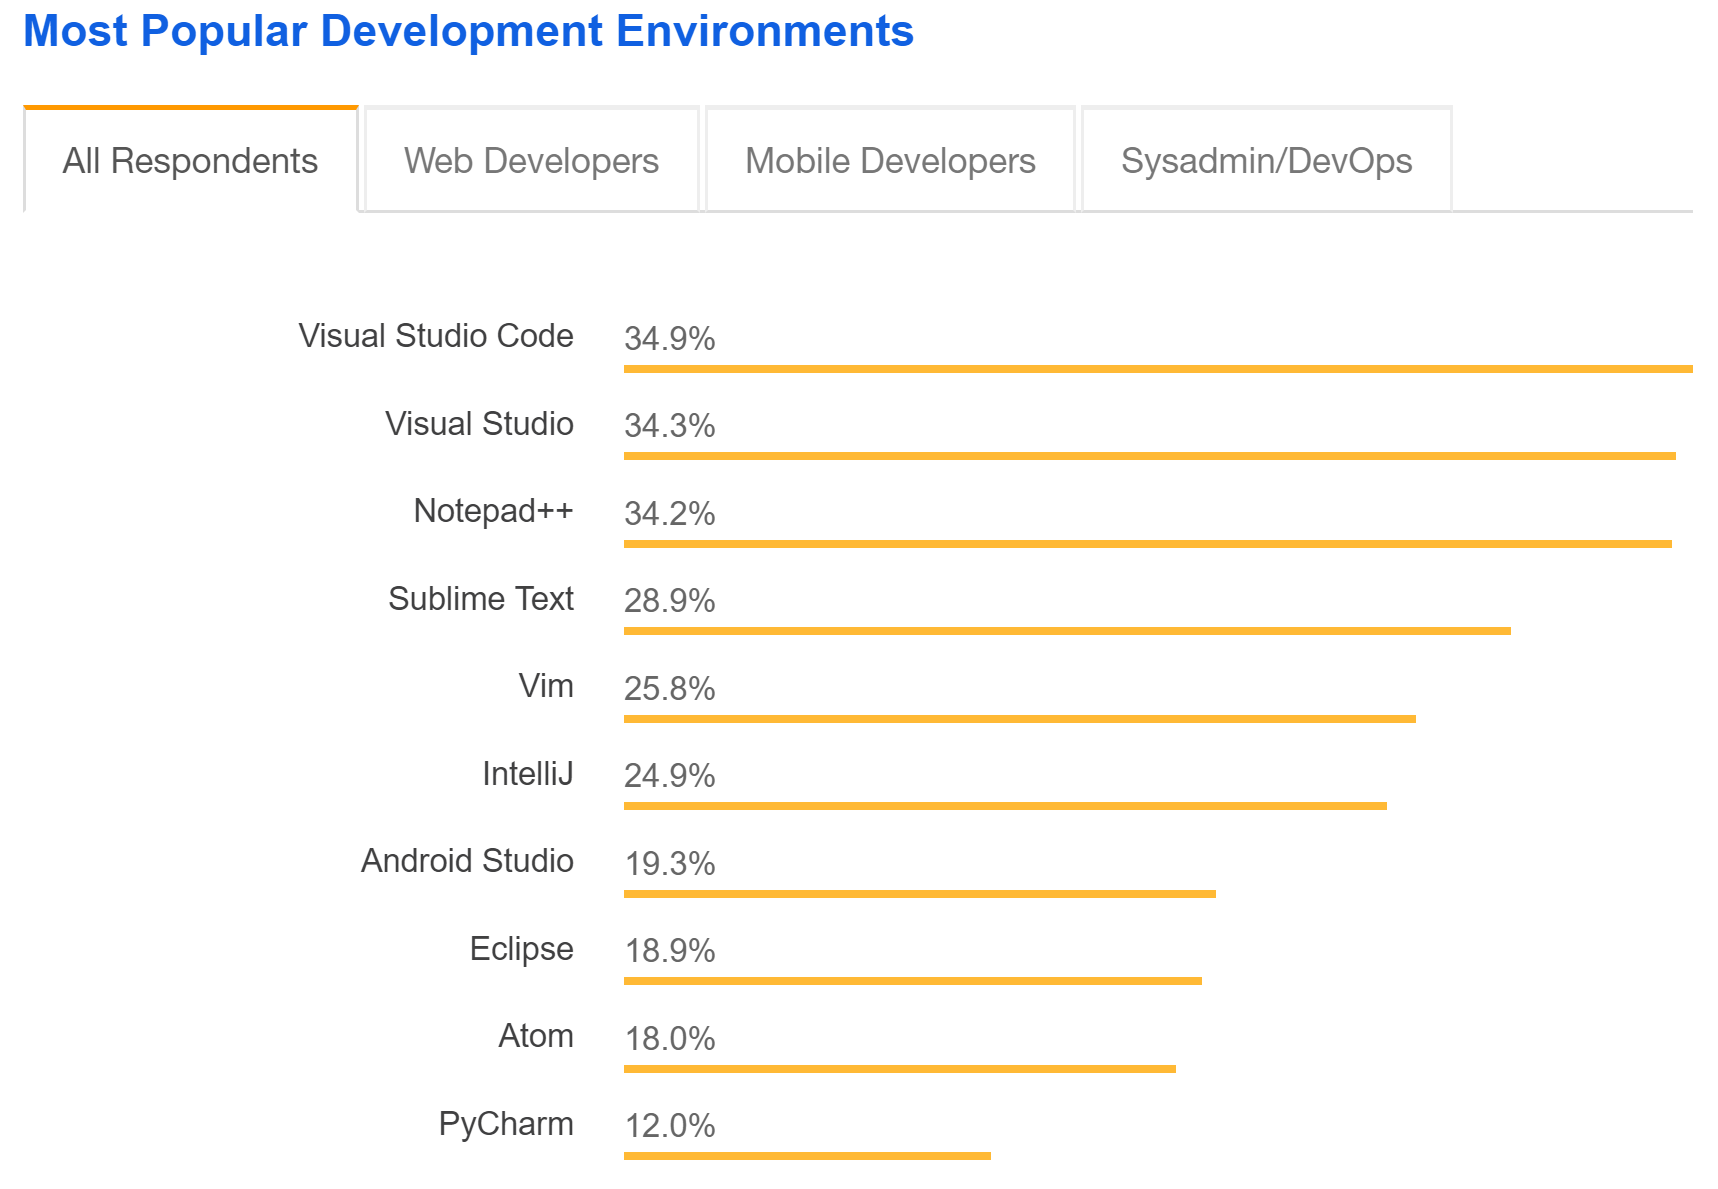 Most Popular Development Environments
All Respondents Web Developers Mobile Developers Sysadmin/DevOps
Visual Studio Code 34.9%
Visual Studio 34.3%
Notepad++ 34.2%
Sublime Text 28.9%
Vim 25.8%
IntelliJ 24.9%
Android Studio 19.3%
Eclipse 18.9%
Atom 18.0%
PyCharm 12.0%